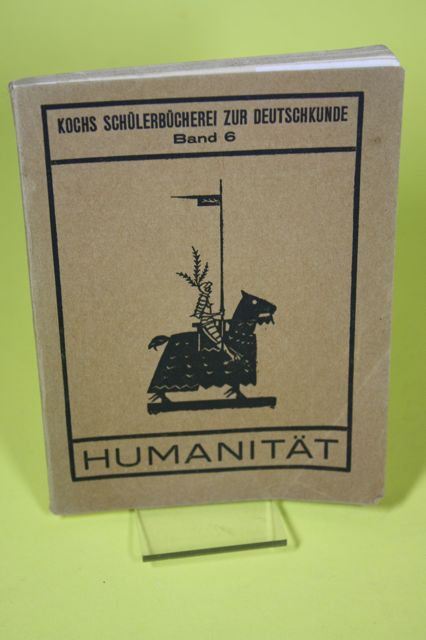 KOCHS SCHÜLERBÜCHEREI ZUR DEUTSCHKUNDE
Band 6
HUMANITÄT